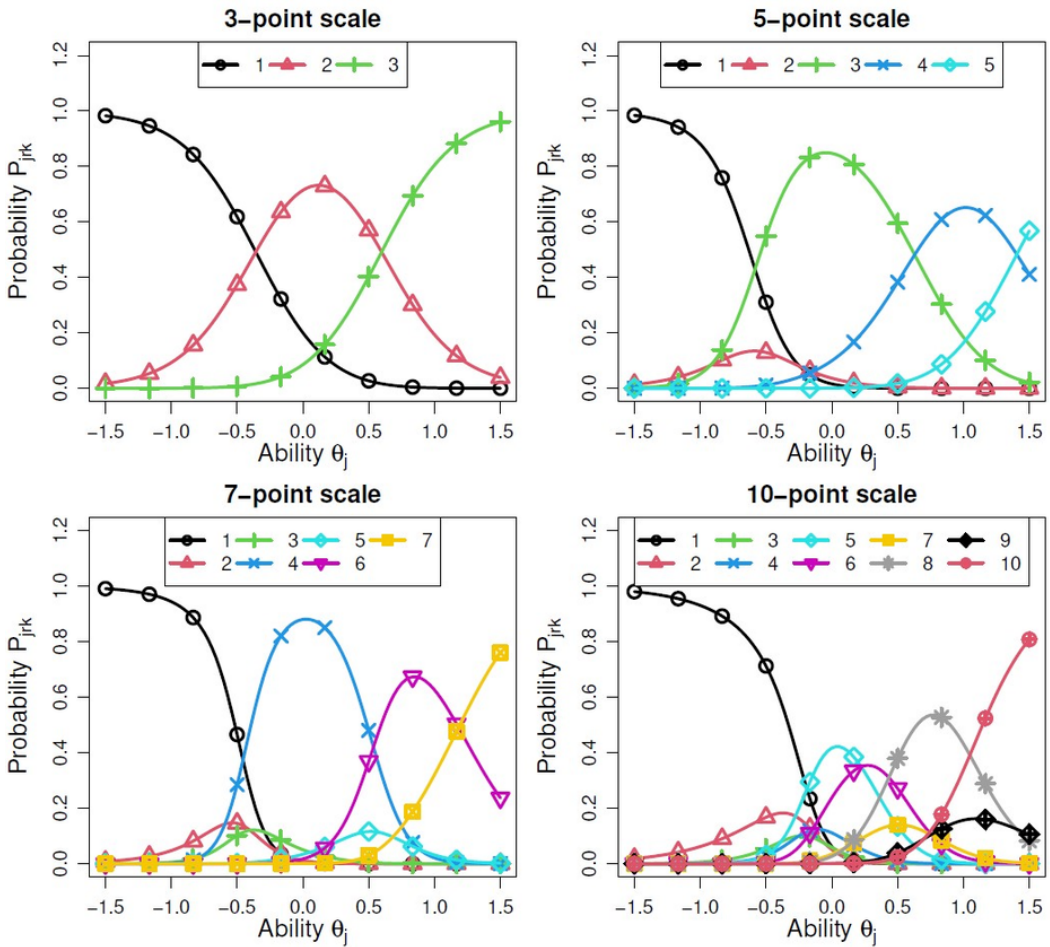 3−point scale
1 2 3
Probability Pjrk
0.0 0.2 0.4 0.6 0.8 1.0 1.2
−1.5 −1.0 −0.5 0.0 0.5 1.0 1.5
Ability θj
5−point scale
1 2 3 4 5
Probability Pjrk
0.0 0.2 0.4 0.6 0.8 1.0 1.2
−1.5 −1.0 −0.5 0.0 0.5 1.0 1.5
Ability θj
7−point scale
1 3 5 7
2 4 6
Probability Pjrk
0.0 0.2 0.4 0.6 0.8 1.0 1.2
−1.5 −1.0 −0.5 0.0 0.5 1.0 1.5
Ability θj
10−point scale
1 3 5 7 9
2 4 6 8 10
Probability Pjrk
0.0 0.2 0.4 0.6 0.8 1.0 1.2
−1.5 −1.0 −0.5 0.0 0.5 1.0 1.5
Ability θj